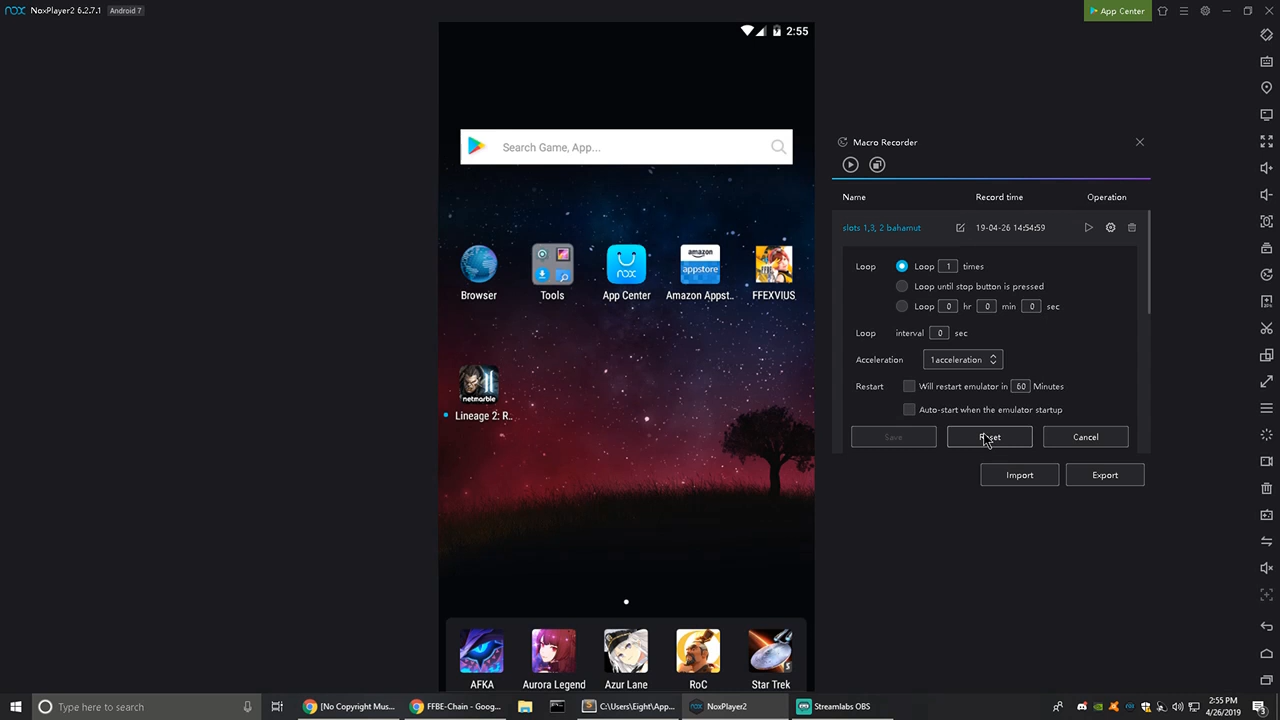 nox NoxPlayer2 6.2.7.1 Android 7
App Center
2:55
Search Game, App...
Macro Recorder
Name Record time Operation
slots 1,3, 2 bahamut 19-04-26 14:54:59
Loop Loop 1 times
Loop until stop button is pressed
Loop 0 hr 0 min 0 sec
Loop interval 0 sec
Acceleration 1acceleration
Restart Will restart emulator in 60 Minutes
Auto-start when the emulator startup
Save Reset Cancel
Import Export
nox
amazon
appstore
Browser Tools App Center Amazon Appst.. FFEXVIUS
netmarble
Lineage 2: R..
AFKA Aurora Legend Azur Lane RoC Star Trek
Type here to search
[No Copyright Mus...
FFBE-Chain - Goog...
C:\Users\Eight\App...
NoxPlayer2
Streamlabs OBS
2:55 PM
4/26/2019